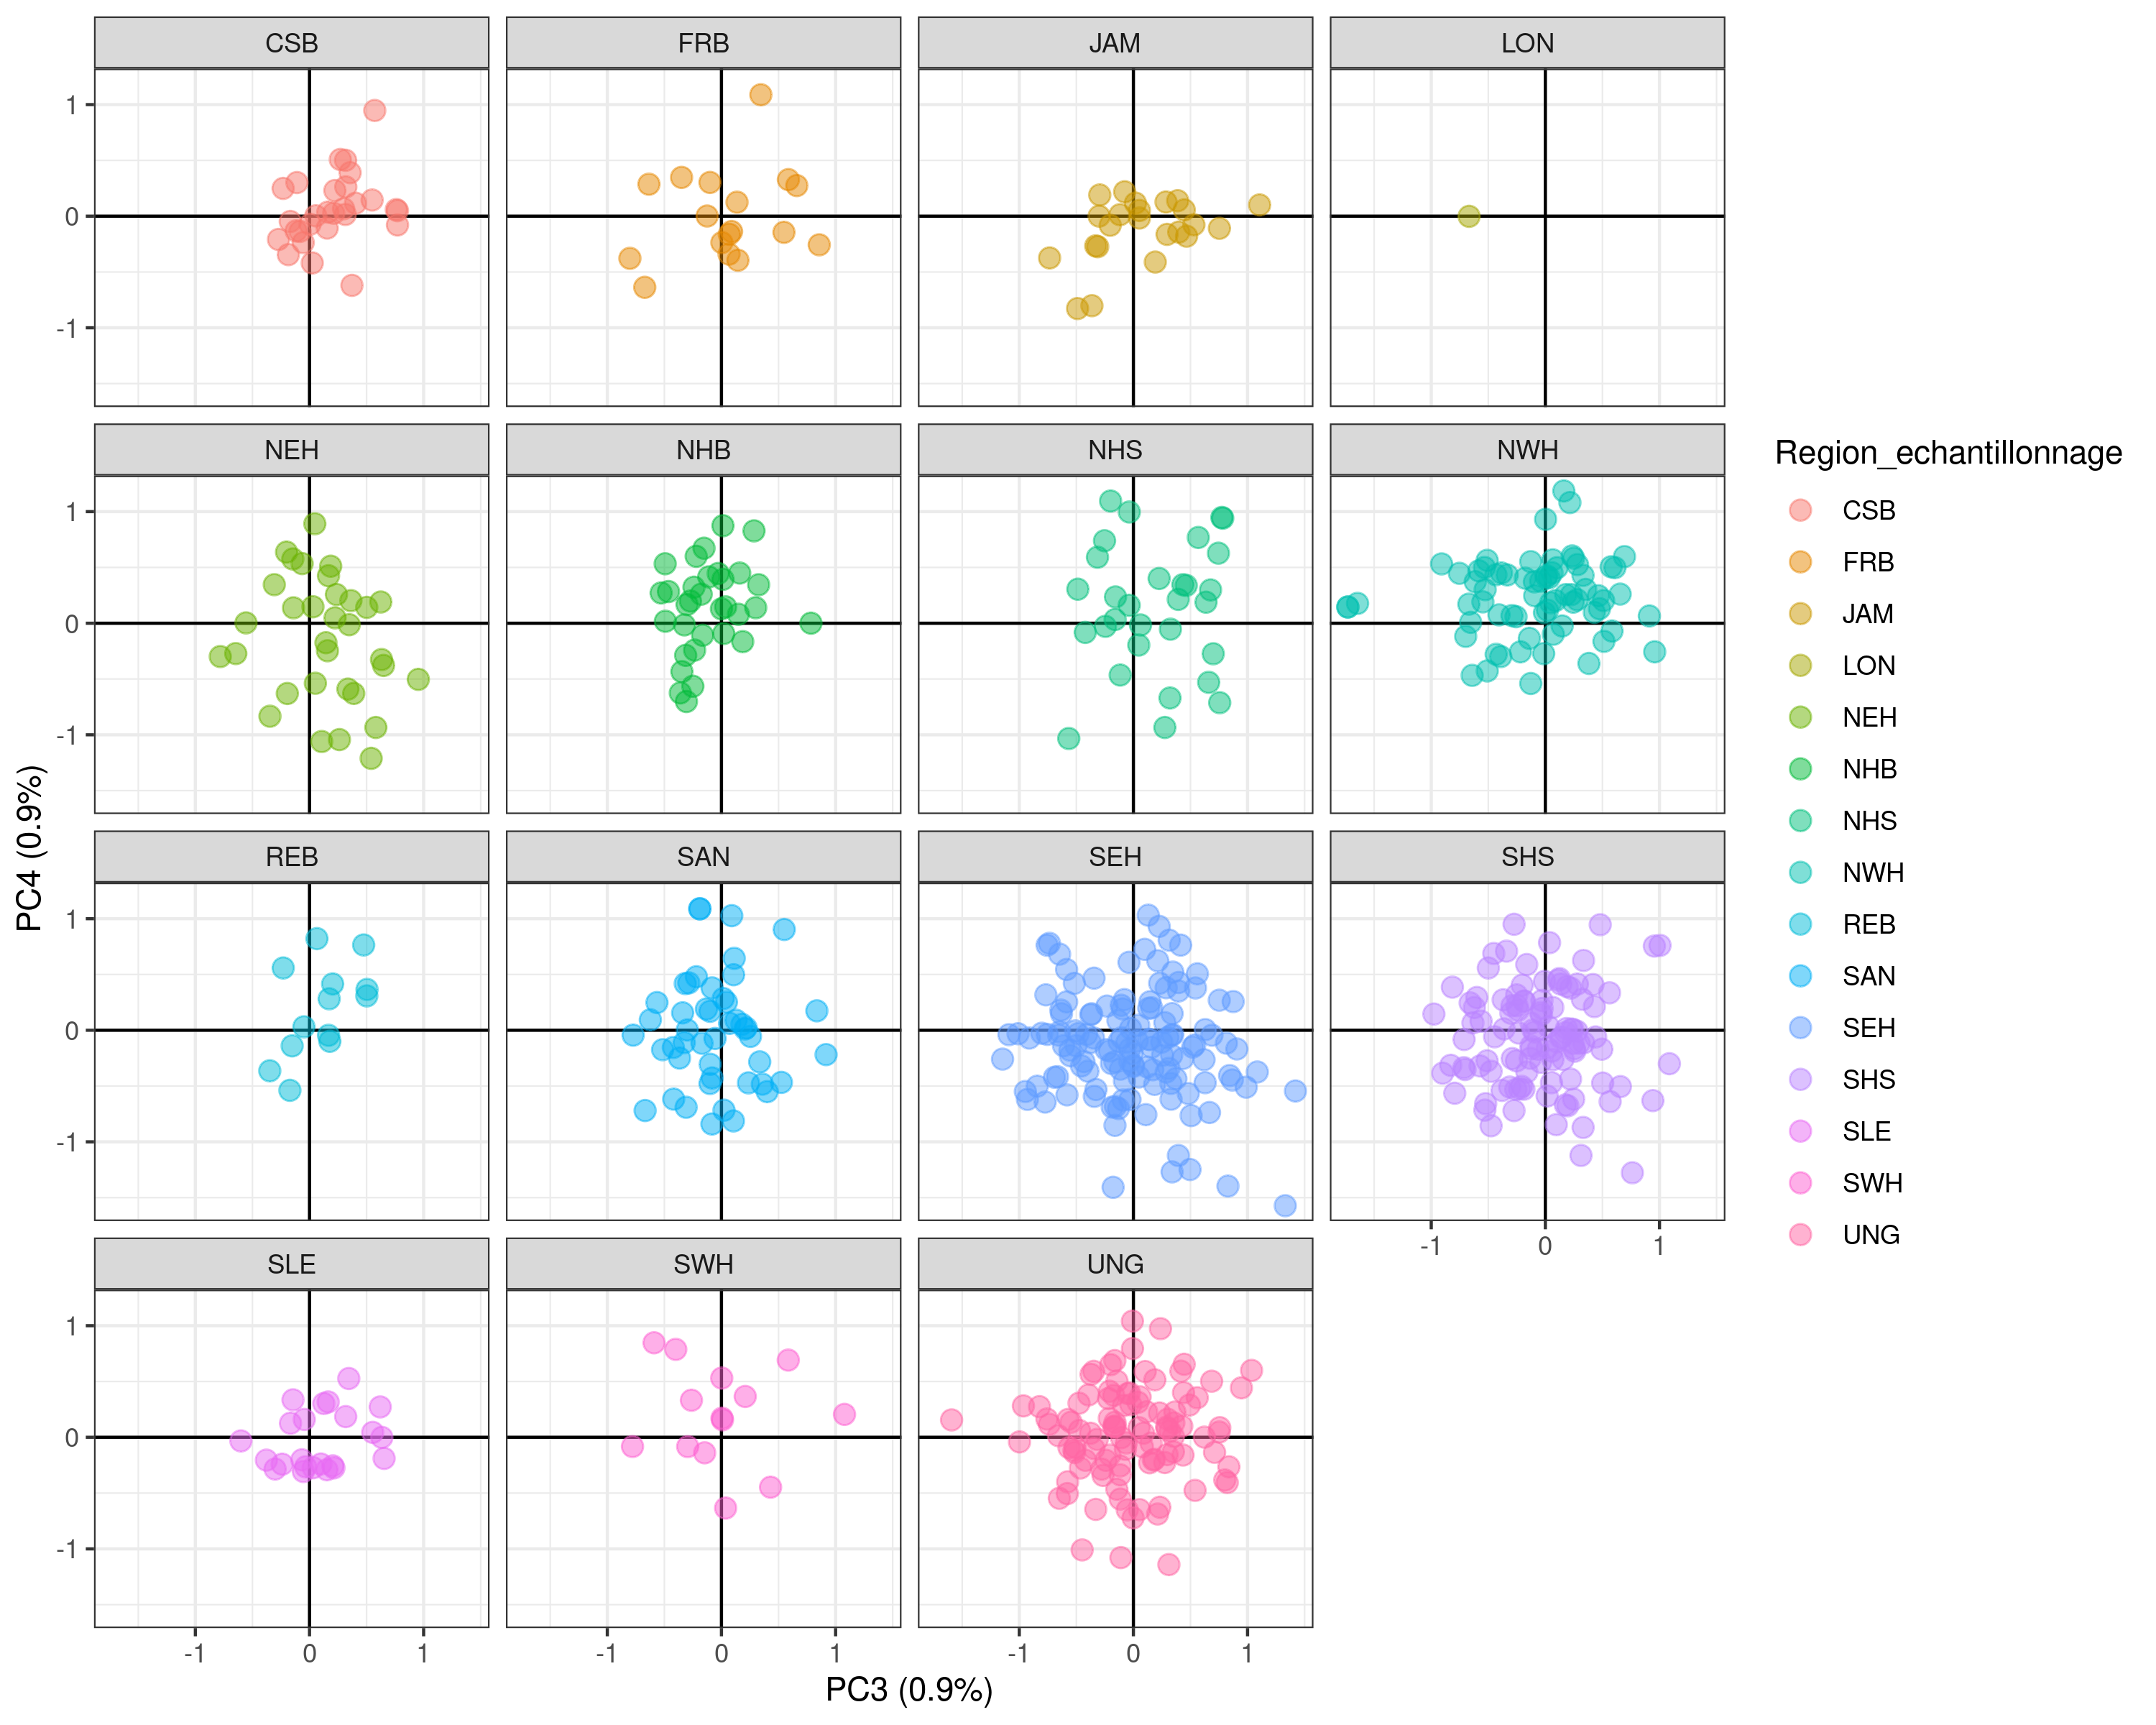 CSB FRB JAM LON
1
0
-1
NEH NHB NHS NWH
1
0
-1
REB SAN SEH SHS
1
0
-1
-1 0 1
SLE SWH UNG
1
0
-1
-1 0 1 -1 0 1 -1 0 1
PC3 (0.9%)
PC4 (0.9%)
Region_echantillonnage
CSB
FRB
JAM
LON
NEH
NHB
NHS
NWH
REB
SAN
SEH
SHS
SLE
SWH
UNG